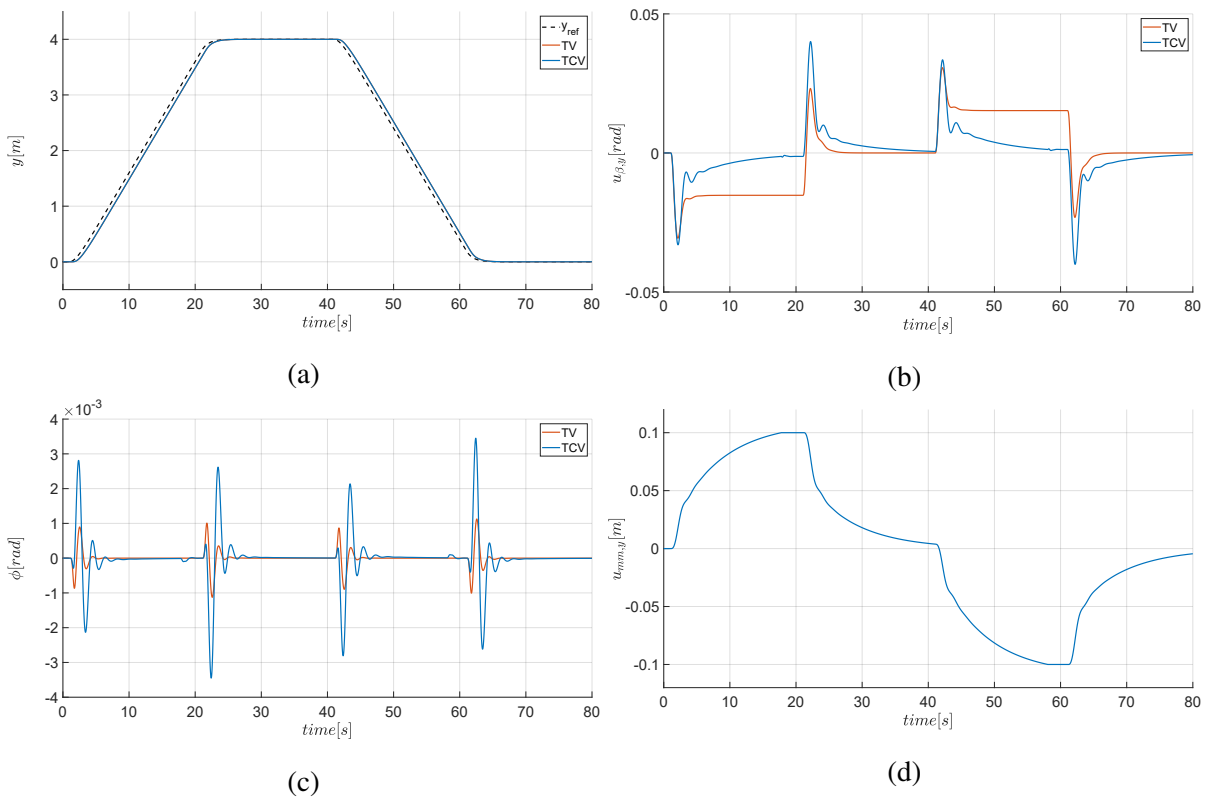 4
3
2
1
0
y[m]
y_ref
TV
TCV
0 10 20 30 40 50 60 70 80
time[s]
(a)
0.05
0
-0.05
u_β,y[rad]
TV
TCV
0 10 20 30 40 50 60 70 80
time[s]
(b)
×10⁻³
4
3
2
1
0
-1
-2
-3
-4
ϕ[rad]
TV
TCV
0 10 20 30 40 50 60 70 80
time[s]
(c)
0.1
0.05
0
-0.05
-0.1
u_mm,y[m]
0 10 20 30 40 50 60 70 80
time[s]
(d)